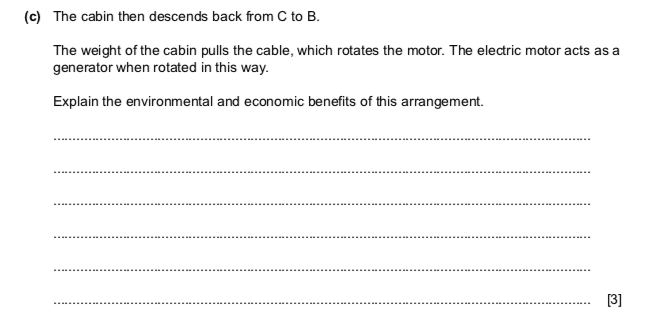 (c) The cabin then descends back from C to B.
The weight of the cabin pulls the cable, which rotates the motor. The electric motor acts as a
generator when rotated in this way.
Explain the environmental and economic benefits of this arrangement.
[3]